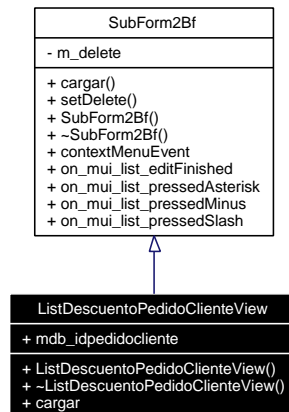 SubForm2Bf
- m_delete
+ cargar()
+ setDelete()
+ SubForm2Bf()
+ ~SubForm2Bf()
+ contextMenuEvent
+ on_mui_list_editFinished
+ on_mui_list_pressedAsterisk
+ on_mui_list_pressedMinus
+ on_mui_list_pressedSlash
ListDescuentoPedidoClienteView
+ mdb_idpedidocliente
+ ListDescuentoPedidoClienteView()
+ ~ListDescuentoPedidoClienteView()
+ cargar